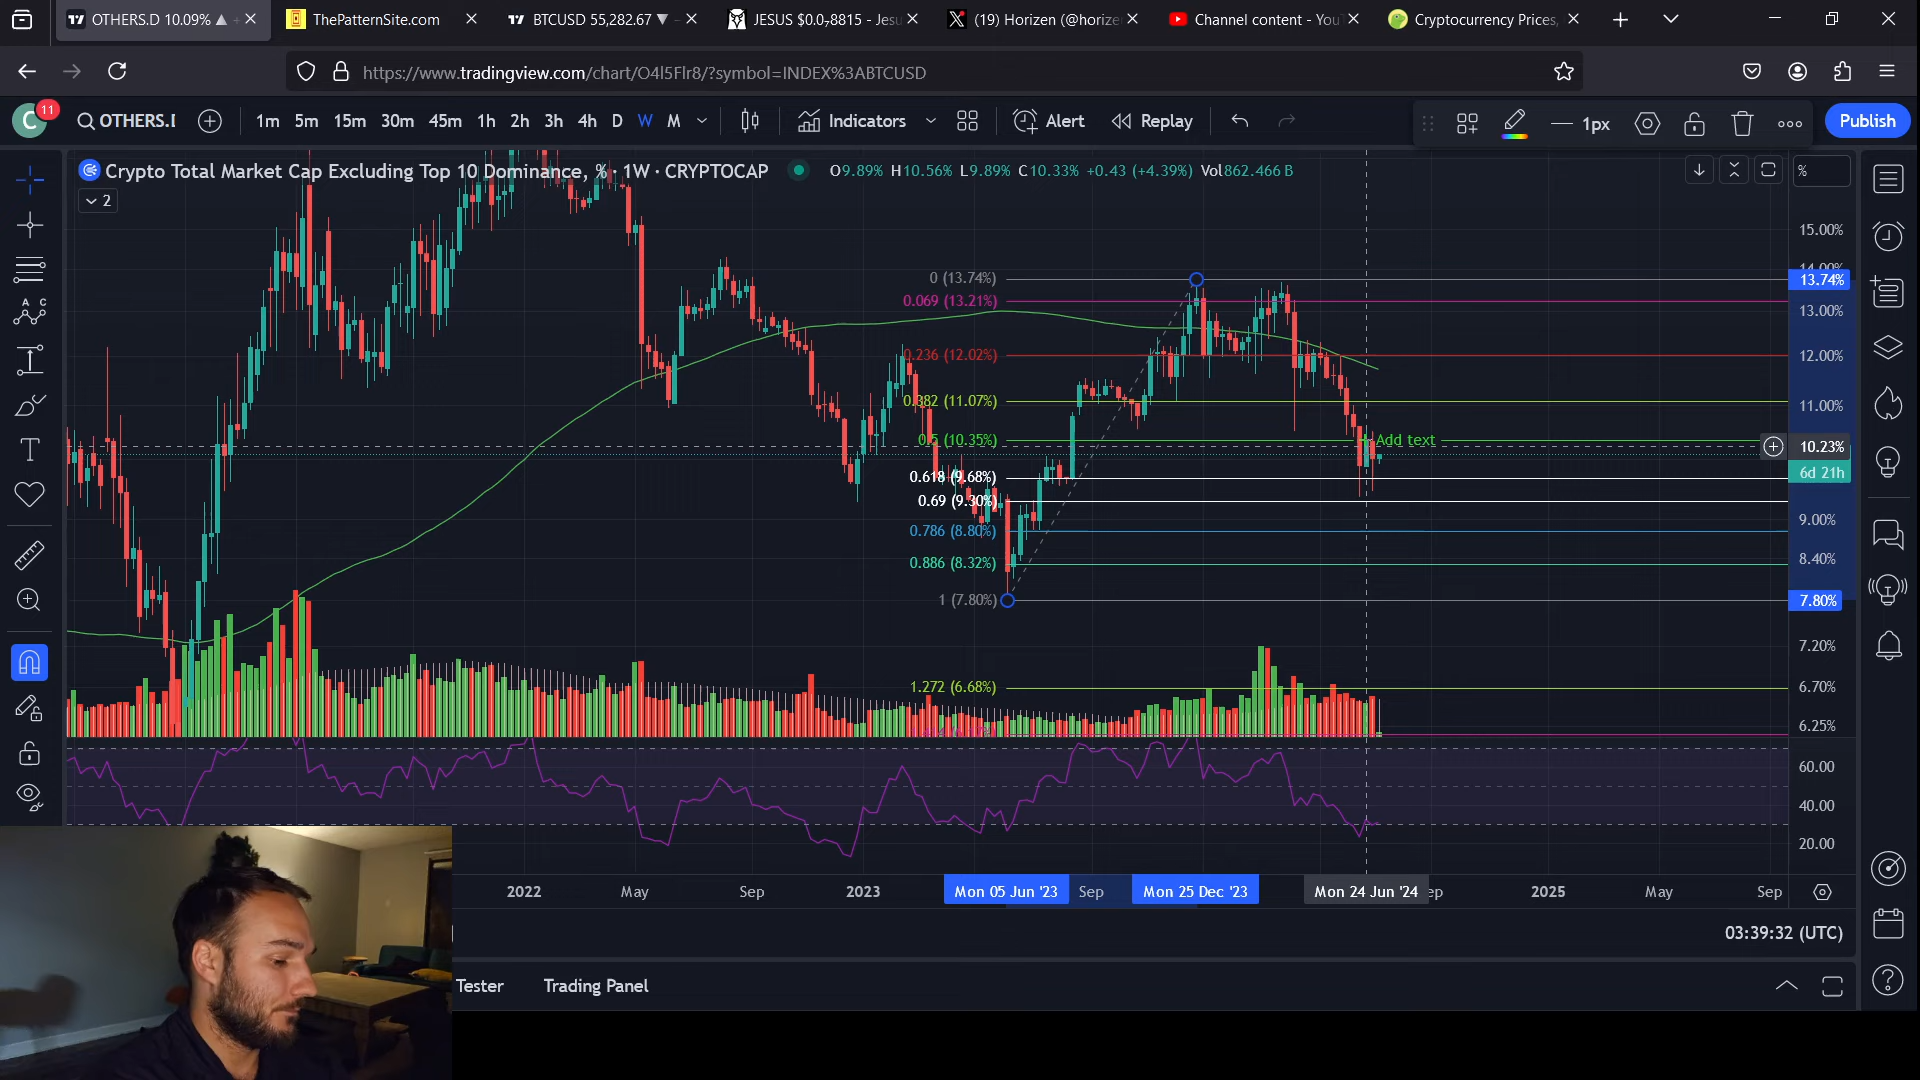 OTHERS.D 10.09% ▲ +
ThePatternSite.com
BTCUSD 55,282.67 ▼ −
JESUS $0.0₇8815 - Jesu
(19) Horizen (@horize
Channel content - You
Cryptocurrency Prices,
https://www.tradingview.com/chart/O4l5Flr8/?symbol=INDEX%3ABTCUSD
C
11
OTHERS.I
1m 5m 15m 30m 45m 1h 2h 3h 4h D W M
Indicators
Alert
Replay
1px
Publish
Crypto Total Market Cap Excluding Top 10 Dominance, % · 1W · CRYPTOCAP
O9.89% H10.56% L9.89% C10.33% +0.43 (+4.39%) Vol862.466 B
%
2
15.00%
14.00%
0 (13.74%)
13.74%
0.069 (13.21%)
13.00%
0.236 (12.02%)
12.00%
0.382 (11.07%)
11.00%
0.5 (10.35%)
Add text
10.23%
6d 21h
0.618 (9.68%)
0.69 (9.30%)
9.00%
0.786 (8.80%)
8.40%
0.886 (8.32%)
1 (7.80%)
7.80%
7.20%
1.272 (6.68%)
6.70%
6.25%
60.00
40.00
20.00
2022 May Sep 2023 Mon 05 Jun '23 Sep Mon 25 Dec '23 Mon 24 Jun '24 ep 2025 May Sep
03:39:32 (UTC)
Tester
Trading Panel